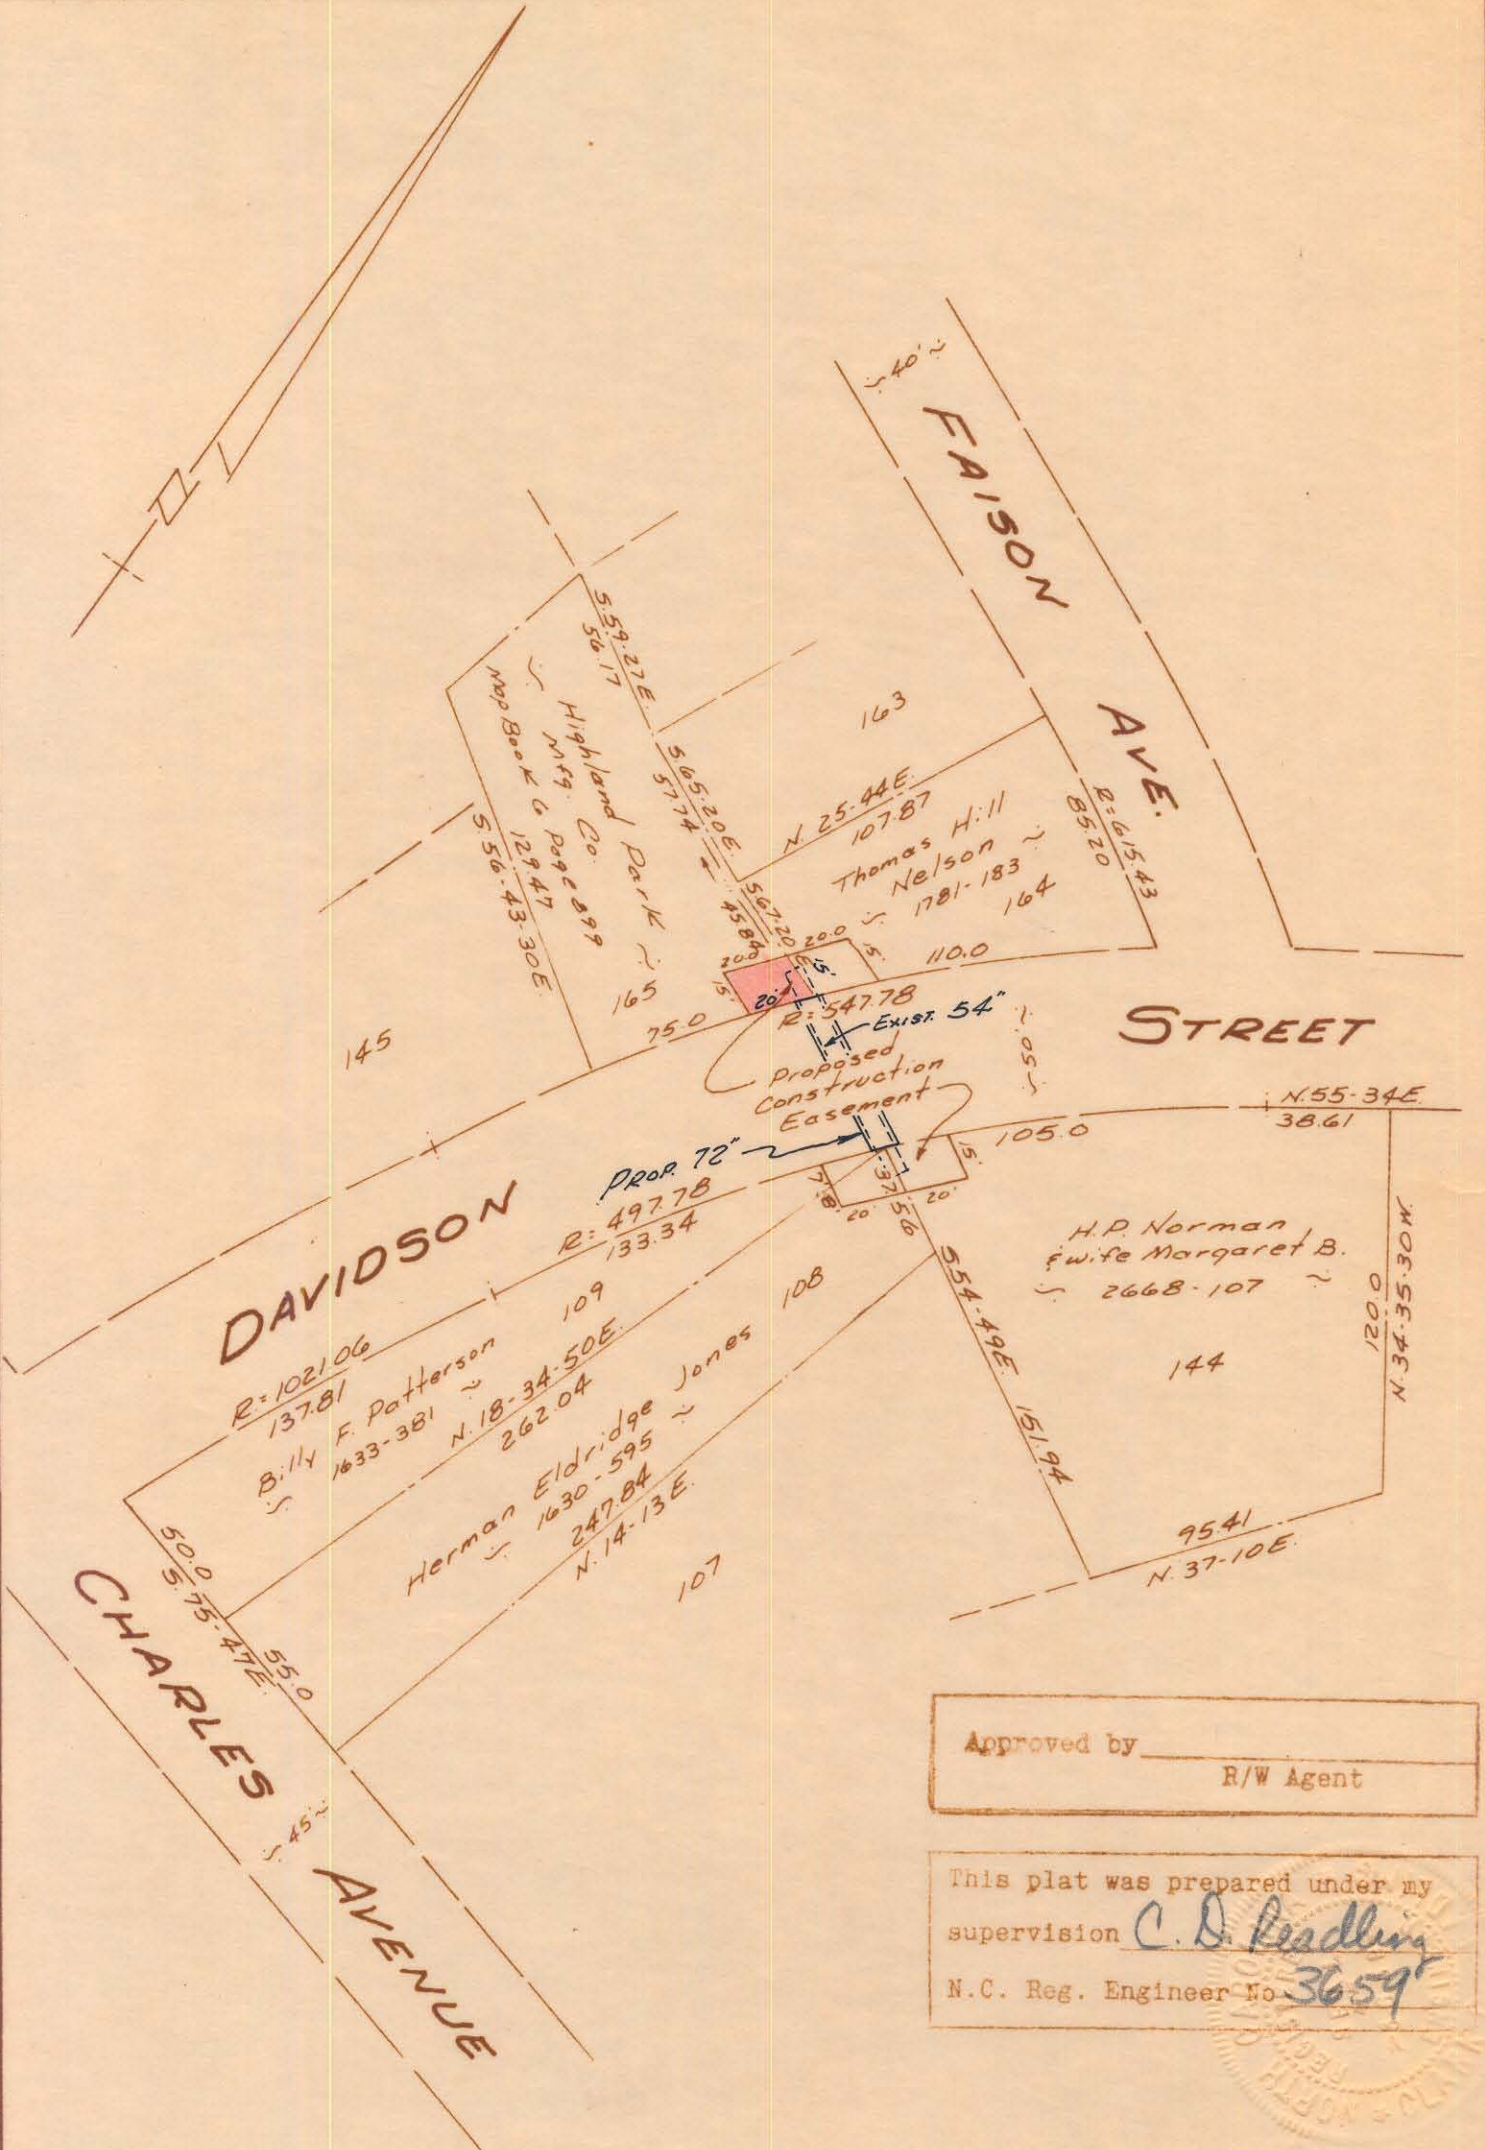 ~ 40' ~
FAISON
AVE.
S.59.27E.
56.17
~ Highland Park ~
Mfg. Co.
Map Book 6 Page 899
129.47
S.56-43-30E.
S.65.20E.
57.74
163
N. 25-44E.
107.87
Thomas Hill
Nelson ~
~ 1781-183
164
R=615.43
85.20
S67.20E
45.84
20.0
20.0
15'
15'
15'
20'
110.0
165
75.0
145
R=547.78
EXIST. 54"
Proposed
Construction
Easement
~ 50' ~
STREET
N.55-34E.
38.61
105.0
15'
PROP. 72"
R=497.78
133.34
7.8'
20'
37.56
20'
DAVIDSON
H.P. Norman
& wife Margaret B.
~ 2668-107 ~
120.0
N.34-35-30W.
144
S54-49E. 151.94
95.41
N. 37-10E.
108
109
R=1021.06
137.81
Billy F. Patterson
~ 1633-381 ~
N. 18-34-50E.
262.04
Herman Eldridge Jones
~ 1630-595 ~
247.84
N. 14-13E.
107
50.0
S.75-47E.
55.0
CHARLES
~ 45' ~
AVENUE
Approved by
R/W Agent
This plat was prepared under my
supervision C. D. Readling
N.C. Reg. Engineer No 3659